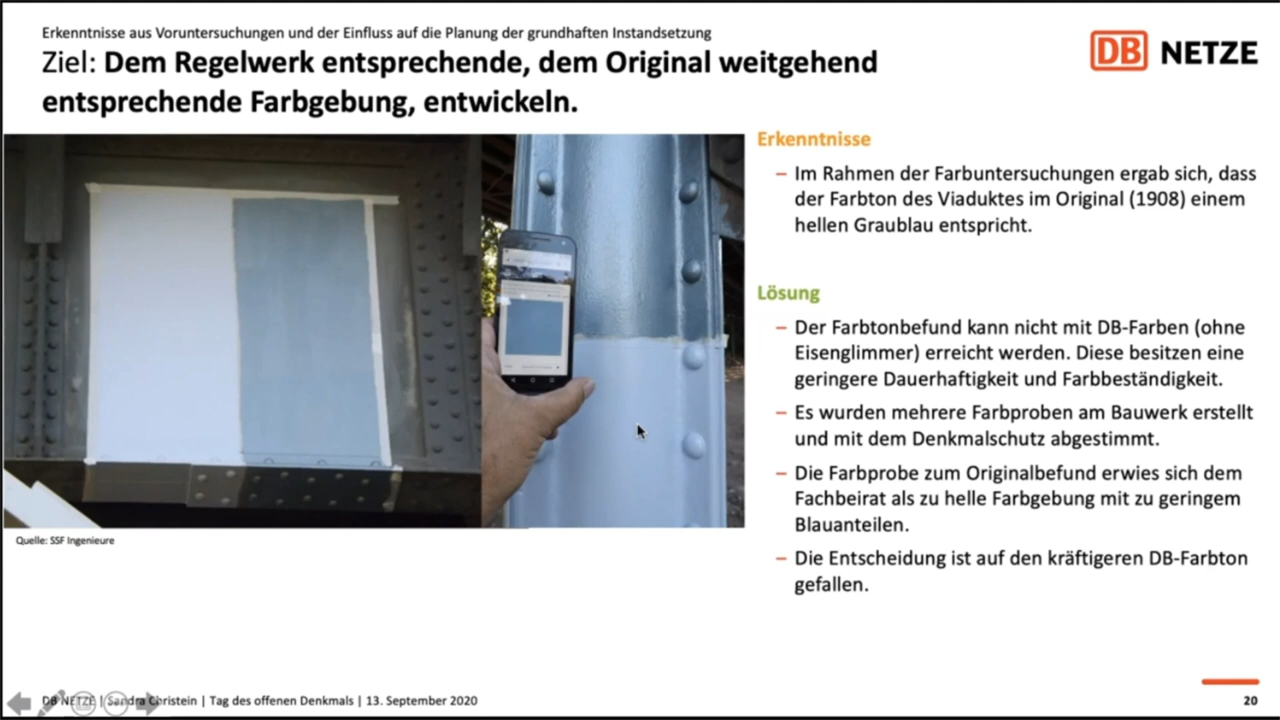 Erkenntnisse aus Voruntersuchungen und der Einfluss auf die Planung der grundhaften Instandsetzung
Ziel: Dem Regelwerk entsprechende, dem Original weitgehend
entsprechende Farbgebung, entwickeln.
DB NETZE
Erkenntnisse
– Im Rahmen der Farbuntersuchungen ergab sich, dass
der Farbton des Viaduktes im Original (1908) einem
hellen Graublau entspricht.
Lösung
– Der Farbtonbefund kann nicht mit DB-Farben (ohne
Eisenglimmer) erreicht werden. Diese besitzen eine
geringere Dauerhaftigkeit und Farbbeständigkeit.
– Es wurden mehrere Farbproben am Bauwerk erstellt
und mit dem Denkmalschutz abgestimmt.
– Die Farbprobe zum Originalbefund erwies sich dem
Fachbeirat als zu helle Farbgebung mit zu geringem
Blauanteilen.
– Die Entscheidung ist auf den kräftigeren DB-Farbton
gefallen.
Quelle: SSF Ingenieure
DB NETZE | Sandra Christein | Tag des offenen Denkmals | 13. September 2020
20